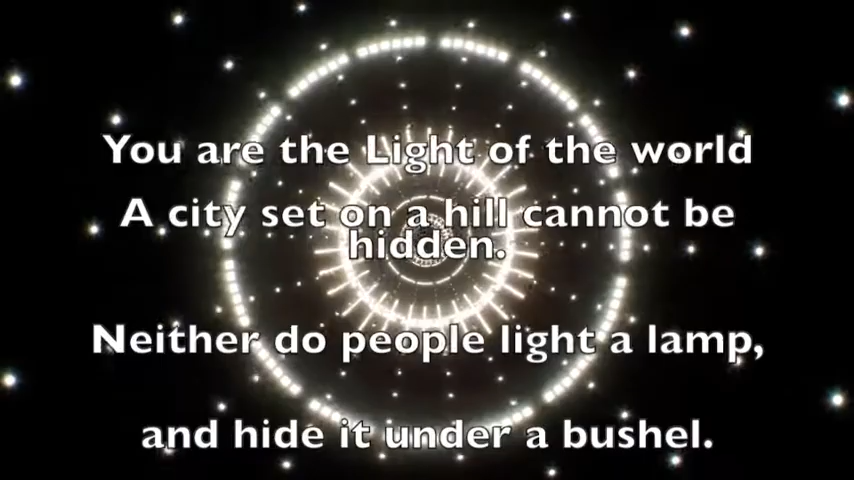 You are the Light of the world
A city set on a hill cannot be
hidden.
Neither do people light a lamp,
and hide it under a bushel.